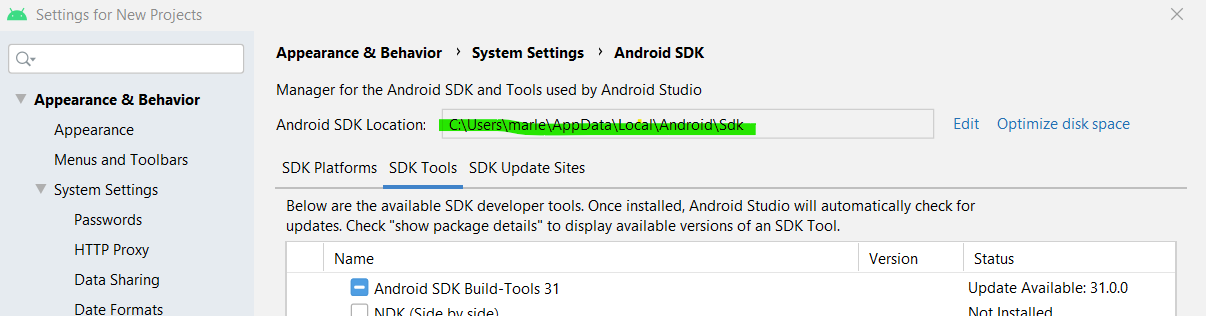 Settings for New Projects
Appearance & Behavior › System Settings › Android SDK
Manager for the Android SDK and Tools used by Android Studio
Appearance & Behavior
Android SDK Location: C:\Users\marle\AppData\Local\Android\Sdk Edit Optimize disk space
Appearance
Menus and Toolbars
SDK Platforms SDK Tools SDK Update Sites
System Settings
Below are the available SDK developer tools. Once installed, Android Studio will automatically check for
updates. Check "show package details" to display available versions of an SDK Tool.
Passwords
HTTP Proxy
Name Version Status
Data Sharing
Android SDK Build-Tools 31 Update Available: 31.0.0
Date Formats
NDK (Side by side) Not Installed